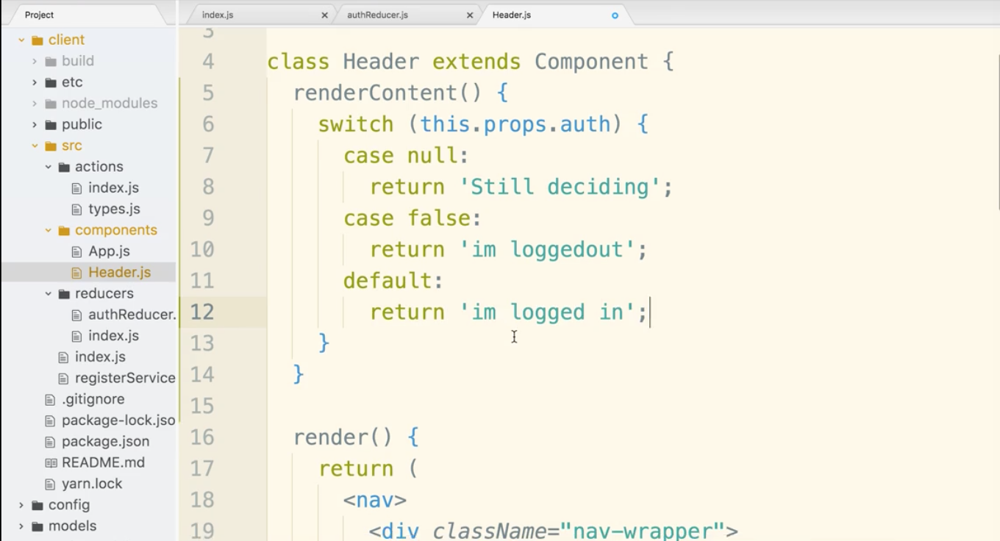 Project
index.js
authReducer.js
Header.js
client
build
etc
node_modules
public
src
actions
index.js
types.js
components
App.js
Header.js
reducers
authReducer.
index.js
index.js
registerService
.gitignore
package-lock.jso
package.json
README.md
yarn.lock
config
models
3
4 class Header extends Component {
5 renderContent() {
6 switch (this.props.auth) {
7 case null:
8 return 'Still deciding';
9 case false:
10 return 'im loggedout';
11 default:
12 return 'im logged in';
13 }
14 }
15
16 render() {
17 return (
18 <nav>
19 <div className="nav-wrapper">